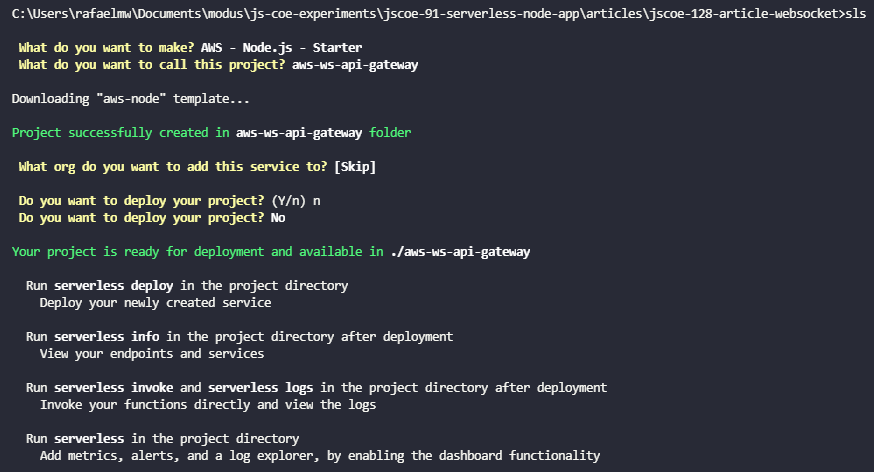 C:\Users\rafaelmw\Documents\modus\js-coe-experiments\jscoe-91-serverless-node-app\articles\jscoe-128-article-websocket>sls
What do you want to make? AWS - Node.js - Starter
What do you want to call this project? aws-ws-api-gateway
Downloading "aws-node" template...
Project successfully created in aws-ws-api-gateway folder
What org do you want to add this service to? [Skip]
Do you want to deploy your project? (Y/n) n
Do you want to deploy your project? No
Your project is ready for deployment and available in ./aws-ws-api-gateway
Run serverless deploy in the project directory
Deploy your newly created service
Run serverless info in the project directory after deployment
View your endpoints and services
Run serverless invoke and serverless logs in the project directory after deployment
Invoke your functions directly and view the logs
Run serverless in the project directory
Add metrics, alerts, and a log explorer, by enabling the dashboard functionality